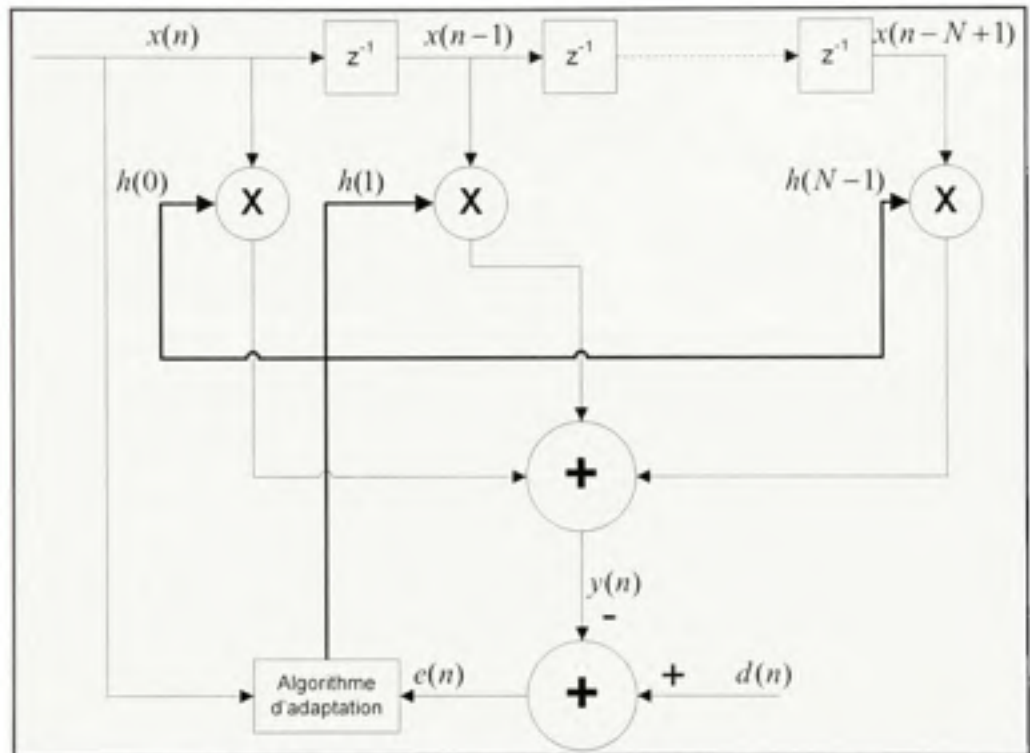 x(n)
z⁻¹
x(n−1)
z⁻¹
z⁻¹
x(n−N+1)
h(0)
X
h(1)
X
h(N−1)
X
+
y(n)
-
Algorithme
d'adaptation
e(n)
+
+
d(n)